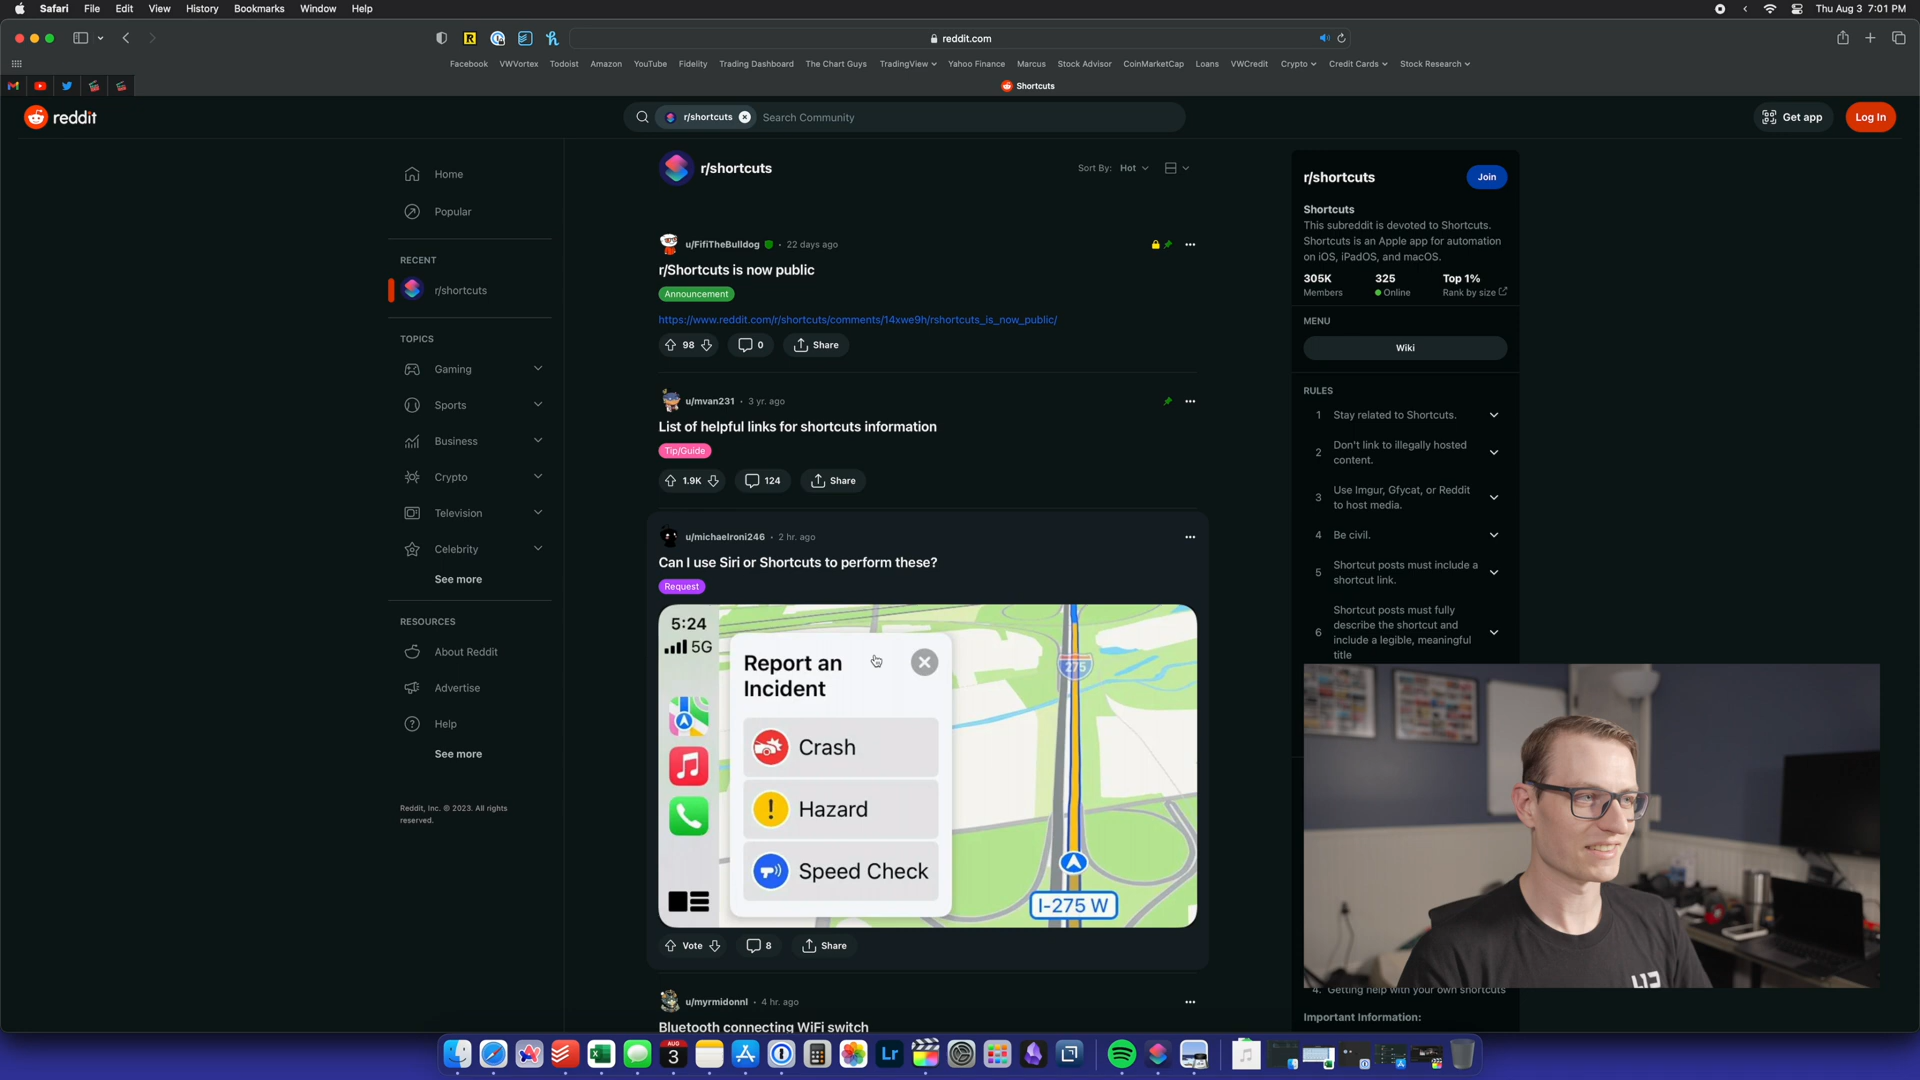 Safari File Edit View History Bookmarks Window Help
Thu Aug 3 7:01 PM
reddit.com
Facebook VWVortex Todoist Amazon YouTube Fidelity Trading Dashboard The Chart Guys TradingView Yahoo Finance Marcus Stock Advisor CoinMarketCap Loans VWCredit Crypto Credit Cards Stock Research
Shortcuts
reddit
r/shortcuts Search Community
Get app
Log In
Home
Popular
RECENT
r/shortcuts
TOPICS
Gaming
Sports
Business
Crypto
Television
Celebrity
See more
RESOURCES
About Reddit
Advertise
Help
See more
Reddit, Inc. © 2023. All rights
reserved.
r/shortcuts
Sort By: Hot
u/FifiTheBulldog • 22 days ago
r/Shortcuts is now public
Announcement
https://www.reddit.com/r/shortcuts/comments/14xwe9h/rshortcuts_is_now_public/
98 0 Share
u/mvan231 • 3 yr. ago
List of helpful links for shortcuts information
Tip/Guide
1.9K 124 Share
u/michaelroni246 • 2 hr. ago
Can I use Siri or Shortcuts to perform these?
Request
5:24
5G
Report an
Incident
Crash
Hazard
Speed Check
275
I-275 W
Vote 8 Share
u/myrmidonnl • 4 hr. ago
Bluetooth connecting WiFi switch
r/shortcuts
Join
Shortcuts
This subreddit is devoted to Shortcuts.
Shortcuts is an Apple app for automation
on iOS, iPadOS, and macOS.
305K 325 Top 1%
Members Online Rank by size
MENU
Wiki
RULES
1 Stay related to Shortcuts.
2 Don't link to illegally hosted
content.
3 Use Imgur, Gfycat, or Reddit
to host media.
4 Be civil.
5 Shortcut posts must include a
shortcut link.
6 Shortcut posts must fully
describe the shortcut and
include a legible, meaningful
title
4. Getting help with your own shortcuts
Important Information:
AUG
3
Lr